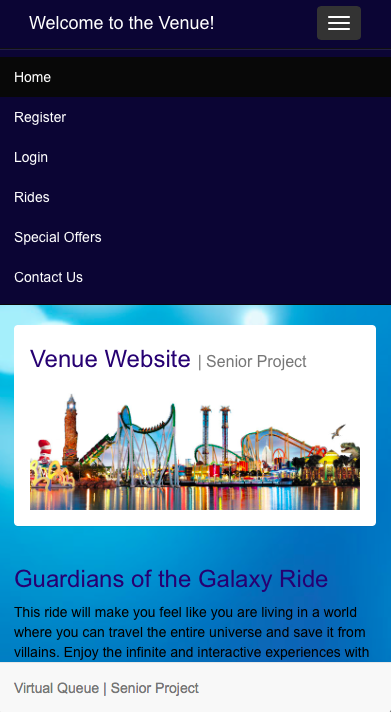 Welcome to the Venue!
Home
Register
Login
Rides
Special Offers
Contact Us
Venue Website | Senior Project
Guardians of the Galaxy Ride
This ride will make you feel like you are living in a world
where you can travel the entire universe and save it from
villains. Enjoy the infinite and interactive experiences with
Virtual Queue | Senior Project